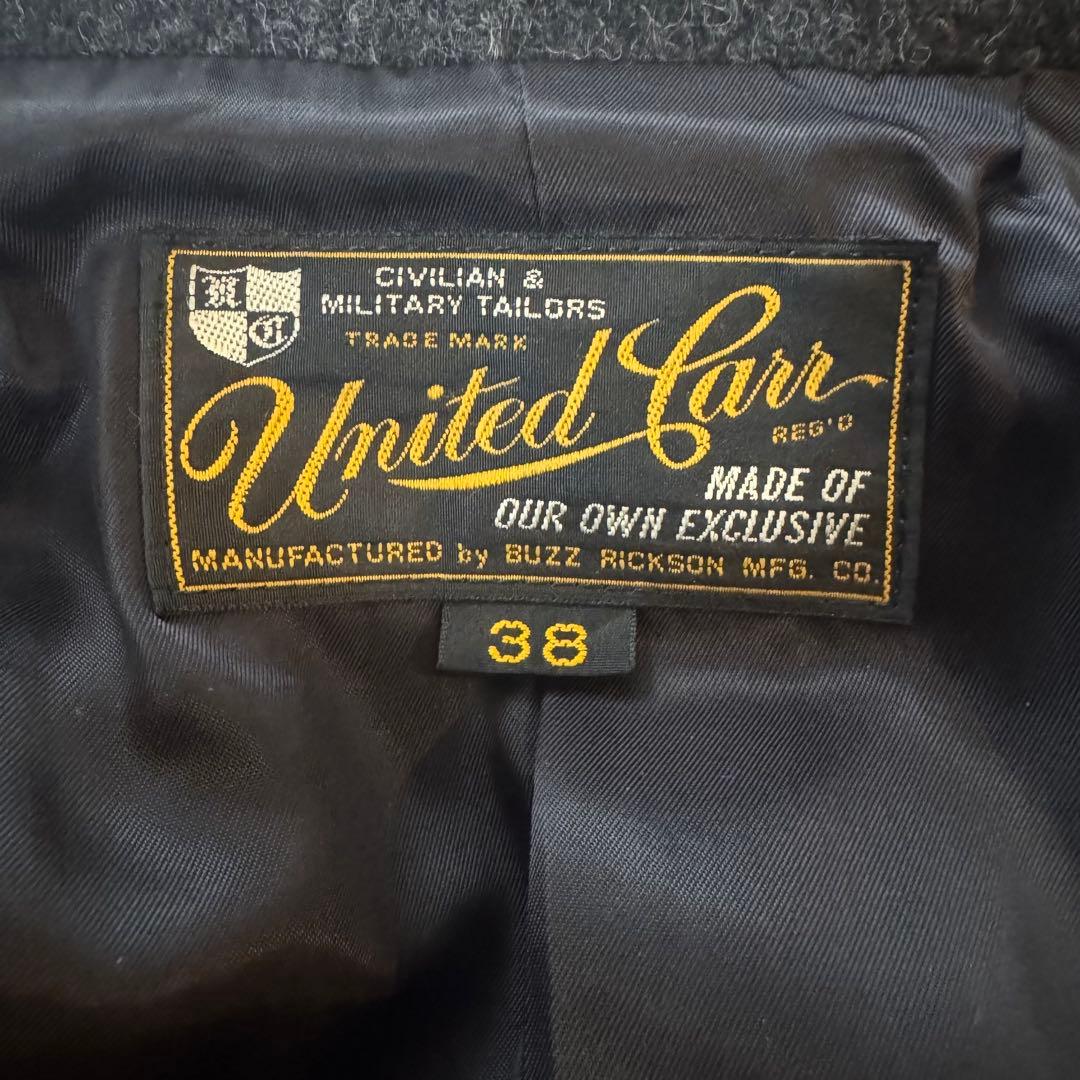 CIVILIAN &
MILITARY TAILORS
TRADE MARK
United Carr
REG'D
MADE OF
OUR OWN EXCLUSIVE
MANUFACTURED by BUZZ RICKSON MFG. CO.
38